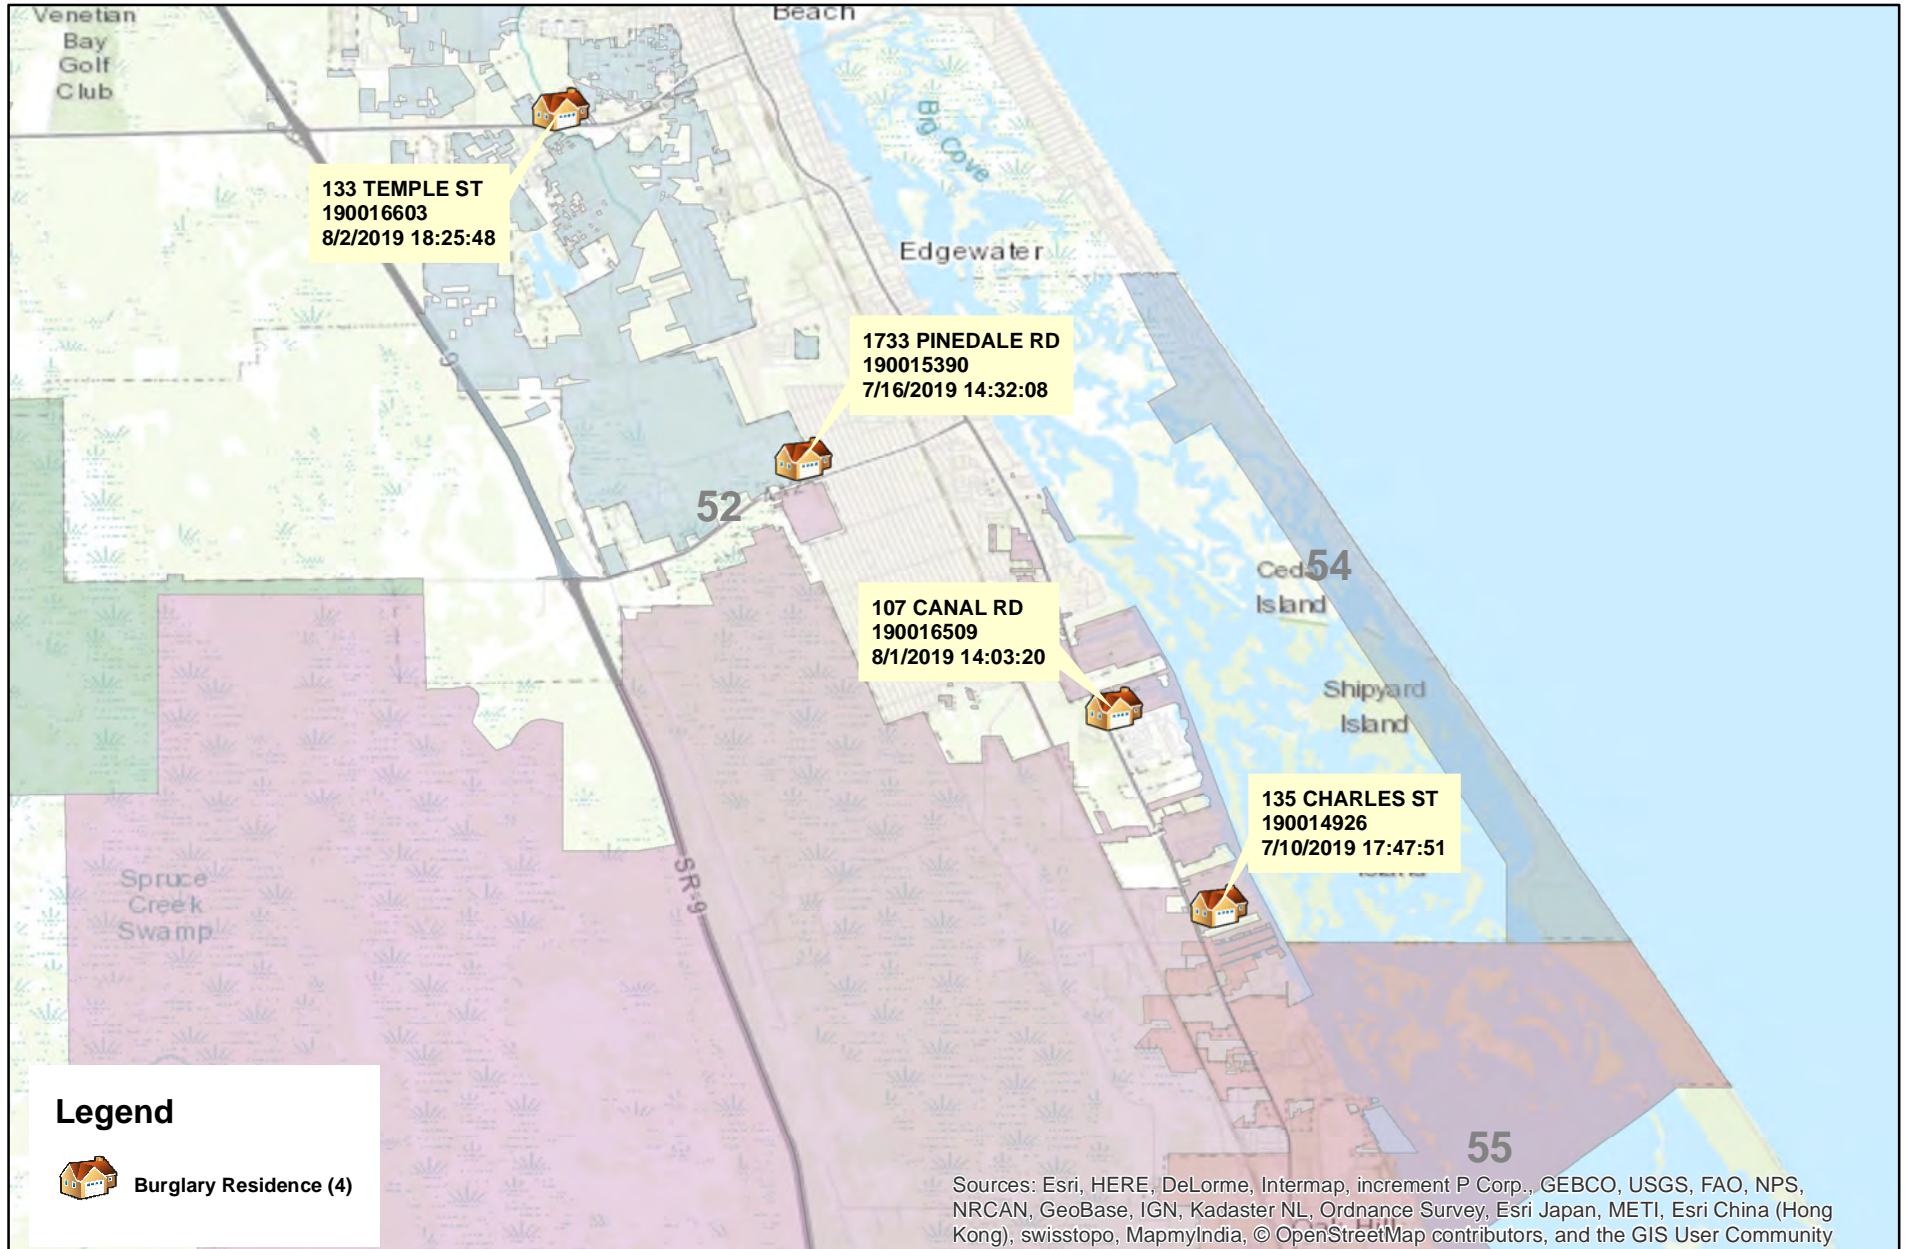 Venetian
Bay
Golf
Club
Beach
Big Cove
133 TEMPLE ST
190016603
8/2/2019 18:25:48
Edgewater
9
1733 PINEDALE RD
190015390
7/16/2019 14:32:08
52
54
Island
107 CANAL RD
190016509
8/1/2019 14:03:20
Shipyard
Island
135 CHARLES ST
190014926
7/10/2019 17:47:51
Island
SR-9
Spruce
Creek
Swamp
55
Legend
Burglary Residence (4)
Sources: Esri, HERE, DeLorme, Intermap, increment P Corp., GEBCO, USGS, FAO, NPS,
NRCAN, GeoBase, IGN, Kadaster NL, Ordnance Survey, Esri Japan, METI, Esri China (Hong
Kong), swisstopo, MapmyIndia, © OpenStreetMap contributors, and the GIS User Community
Oak Hill